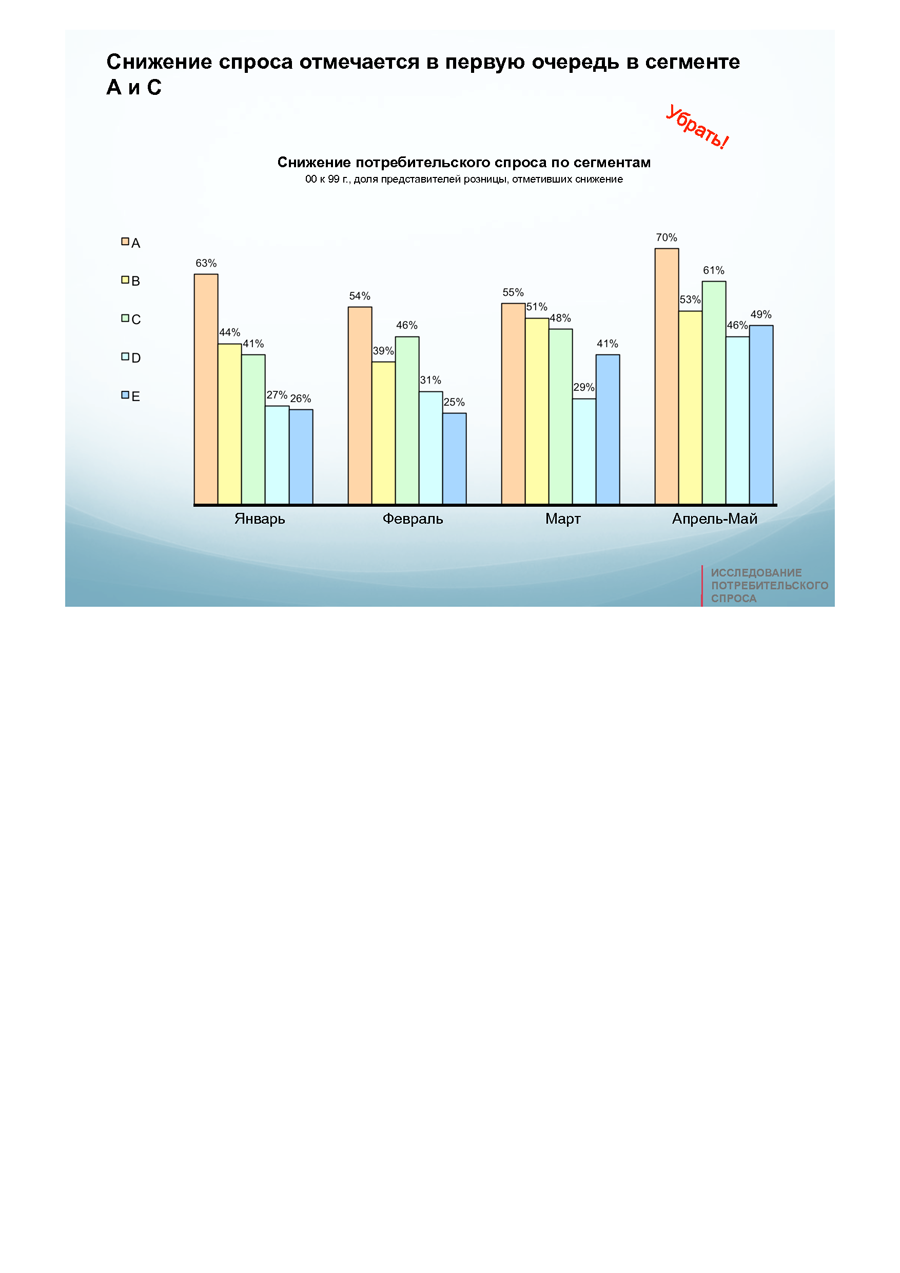 Снижение спроса отмечается в первую очередь в сегменте
А и С
Убрать!
Снижение потребительского спроса по сегментам
00 к 99 г., доля представителей розницы, отметивших снижение
A
B
C
D
E
63%
44%
41%
27%
26%
54%
39%
46%
31%
25%
55%
51%
48%
29%
41%
70%
53%
61%
46%
49%
Январь
Февраль
Март
Апрель-Май
ИССЛЕДОВАНИЕ
ПОТРЕБИТЕЛЬСКОГО
СПРОСА